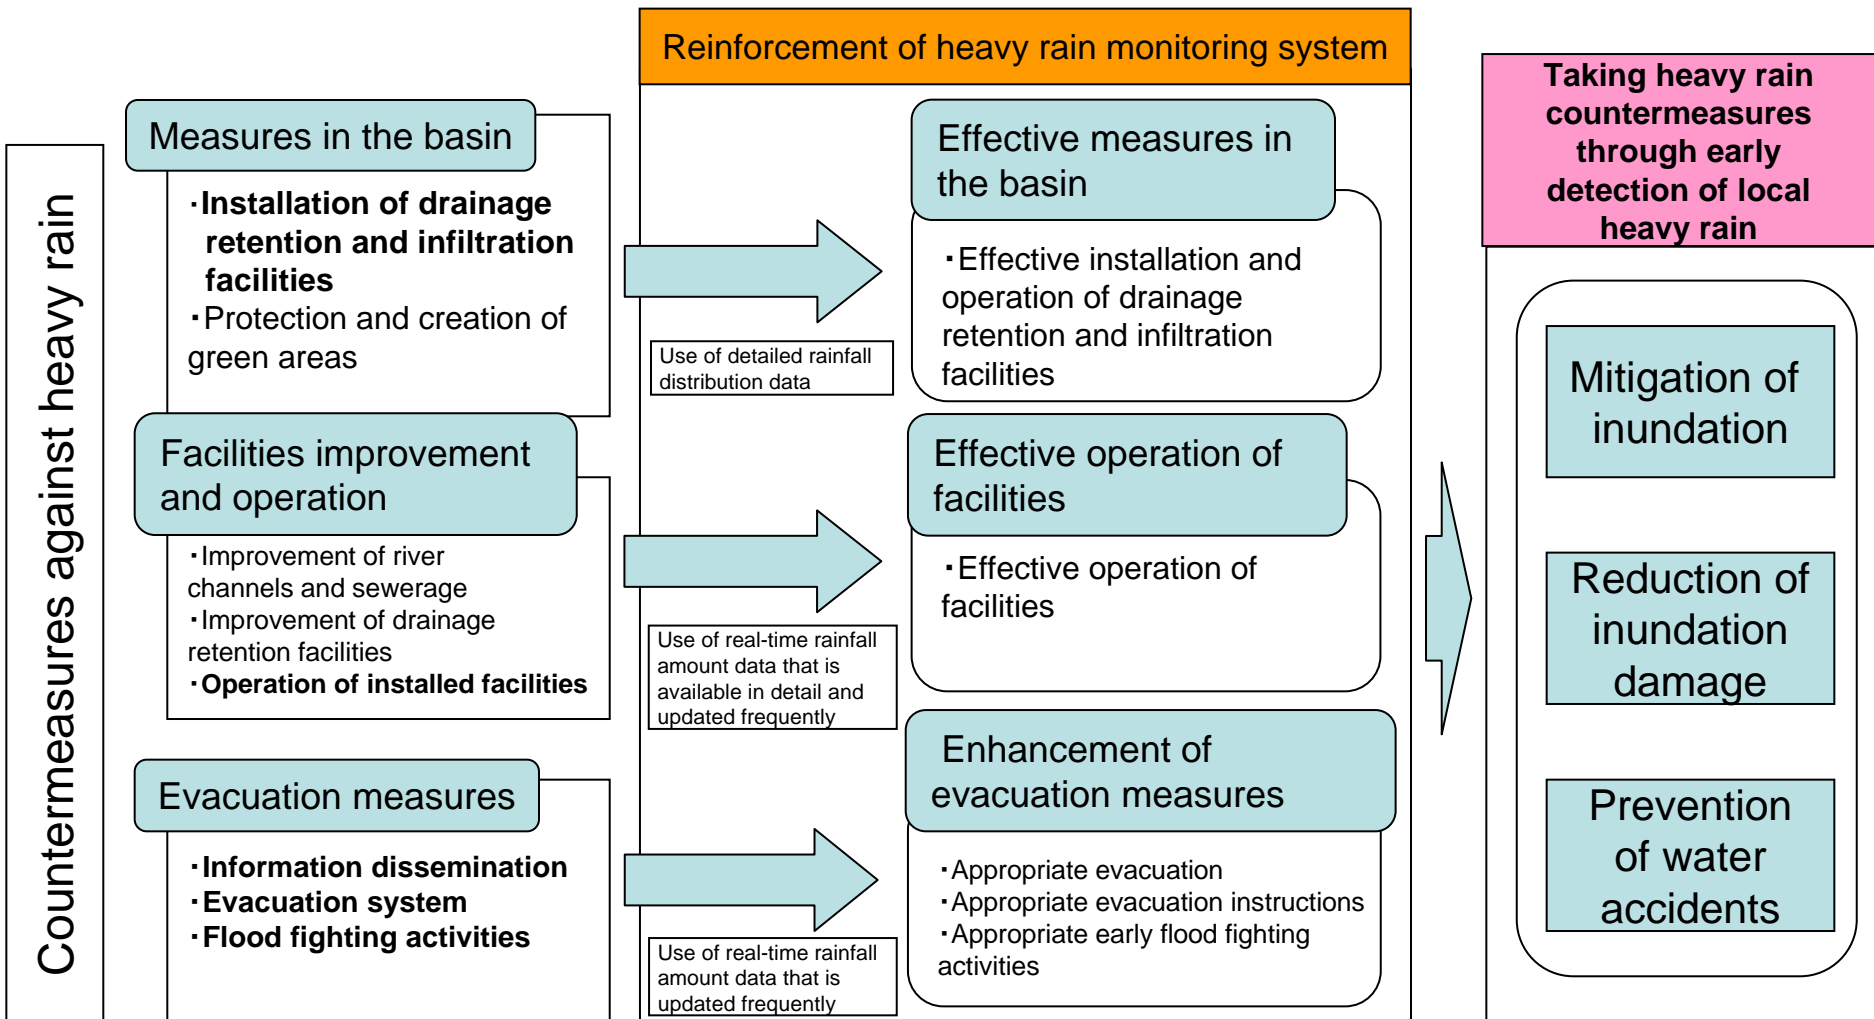 Countermeasures against heavy rain
Measures in the basin
・Installation of drainage
retention and infiltration
facilities
・Protection and creation of
green areas
Facilities improvement
and operation
・Improvement of river
channels and sewerage
・Improvement of drainage
retention facilities
・Operation of installed facilities
Evacuation measures
・Information dissemination
・Evacuation system
・Flood fighting activities
Reinforcement of heavy rain monitoring system
Use of detailed rainfall
distribution data
Use of real-time rainfall
amount data that is
available in detail and
updated frequently
Use of real-time rainfall
amount data that is
updated frequently
Effective measures in
the basin
・Effective installation and
operation of drainage
retention and infiltration
facilities
Effective operation of
facilities
・Effective operation of
facilities
Enhancement of
evacuation measures
・Appropriate evacuation
・Appropriate evacuation instructions
・Appropriate early flood fighting
activities
Taking heavy rain
countermeasures
through early
detection of local
heavy rain
Mitigation of
inundation
Reduction of
inundation
damage
Prevention
of water
accidents